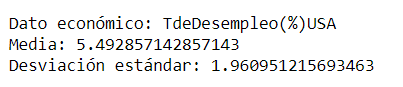 Dato económico: TdeDesempleo(%)USA
Media: 5.492857142857143
Desviación estándar: 1.960951215693463